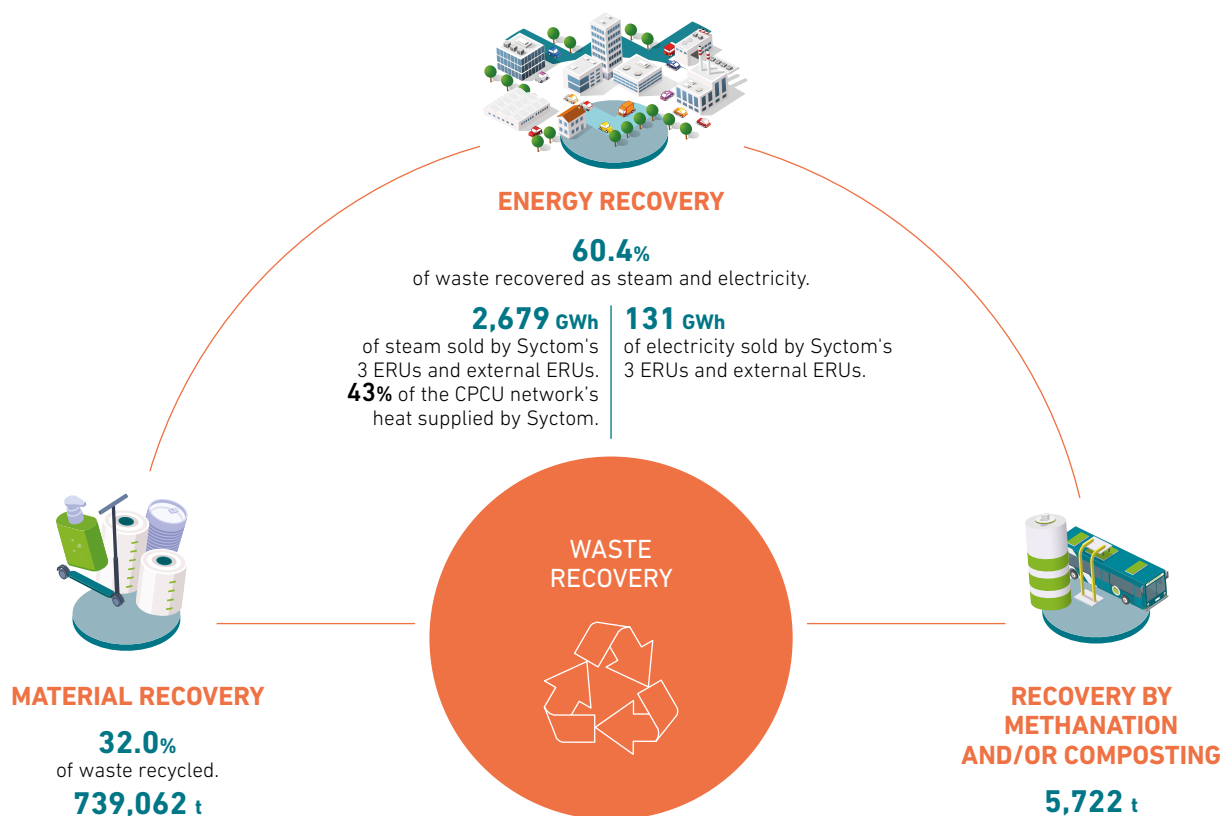 ENERGY RECOVERY
60.4%
of waste recovered as steam and electricity.
2,679 GWh
of steam sold by Syctom's
3 ERUs and external ERUs.
43% of the CPCU network's
heat supplied by Syctom.
131 GWh
of electricity sold by Syctom's
3 ERUs and external ERUs.
WASTE
RECOVERY
MATERIAL RECOVERY
32.0%
of waste recycled.
739,062 t
RECOVERY BY
METHANATION
AND/OR COMPOSTING
5,722 t